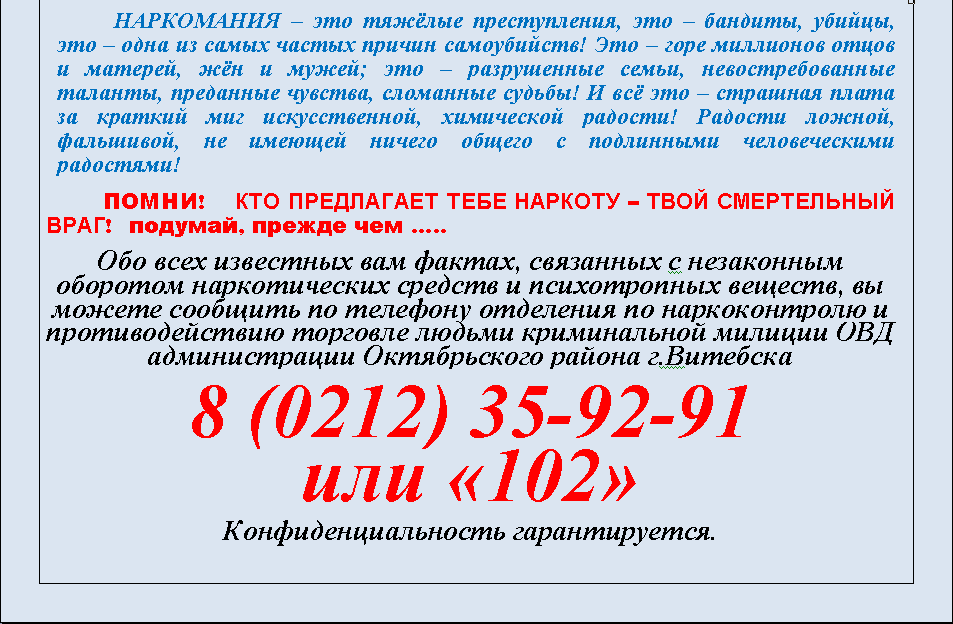 НАРКОМАНИЯ – это тяжёлые преступления, это – бандиты, убийцы,
это – одна из самых частых причин самоубийств! Это – горе миллионов отцов
и матерей, жён и мужей; это – разрушенные семьи, невостребованные
таланты, преданные чувства, сломанные судьбы! И всё это – страшная плата
за краткий миг искусственной, химической радости! Радости ложной,
фальшивой, не имеющей ничего общего с подлинными человеческими
радостями!
ПОМНИ! КТО ПРЕДЛАГАЕТ ТЕБЕ НАРКОТУ – ТВОЙ СМЕРТЕЛЬНЫЙ
ВРАГ! подумай, прежде чем .....
Обо всех известных вам фактах, связанных с незаконным
оборотом наркотических средств и психотропных веществ, вы
можете сообщить по телефону отделения по наркоконтролю и
противодействию торговле людьми криминальной милиции ОВД
администрации Октябрьского района г.Витебска
8 (0212) 35-92-91
или «102»
Конфиденциальность гарантируется.